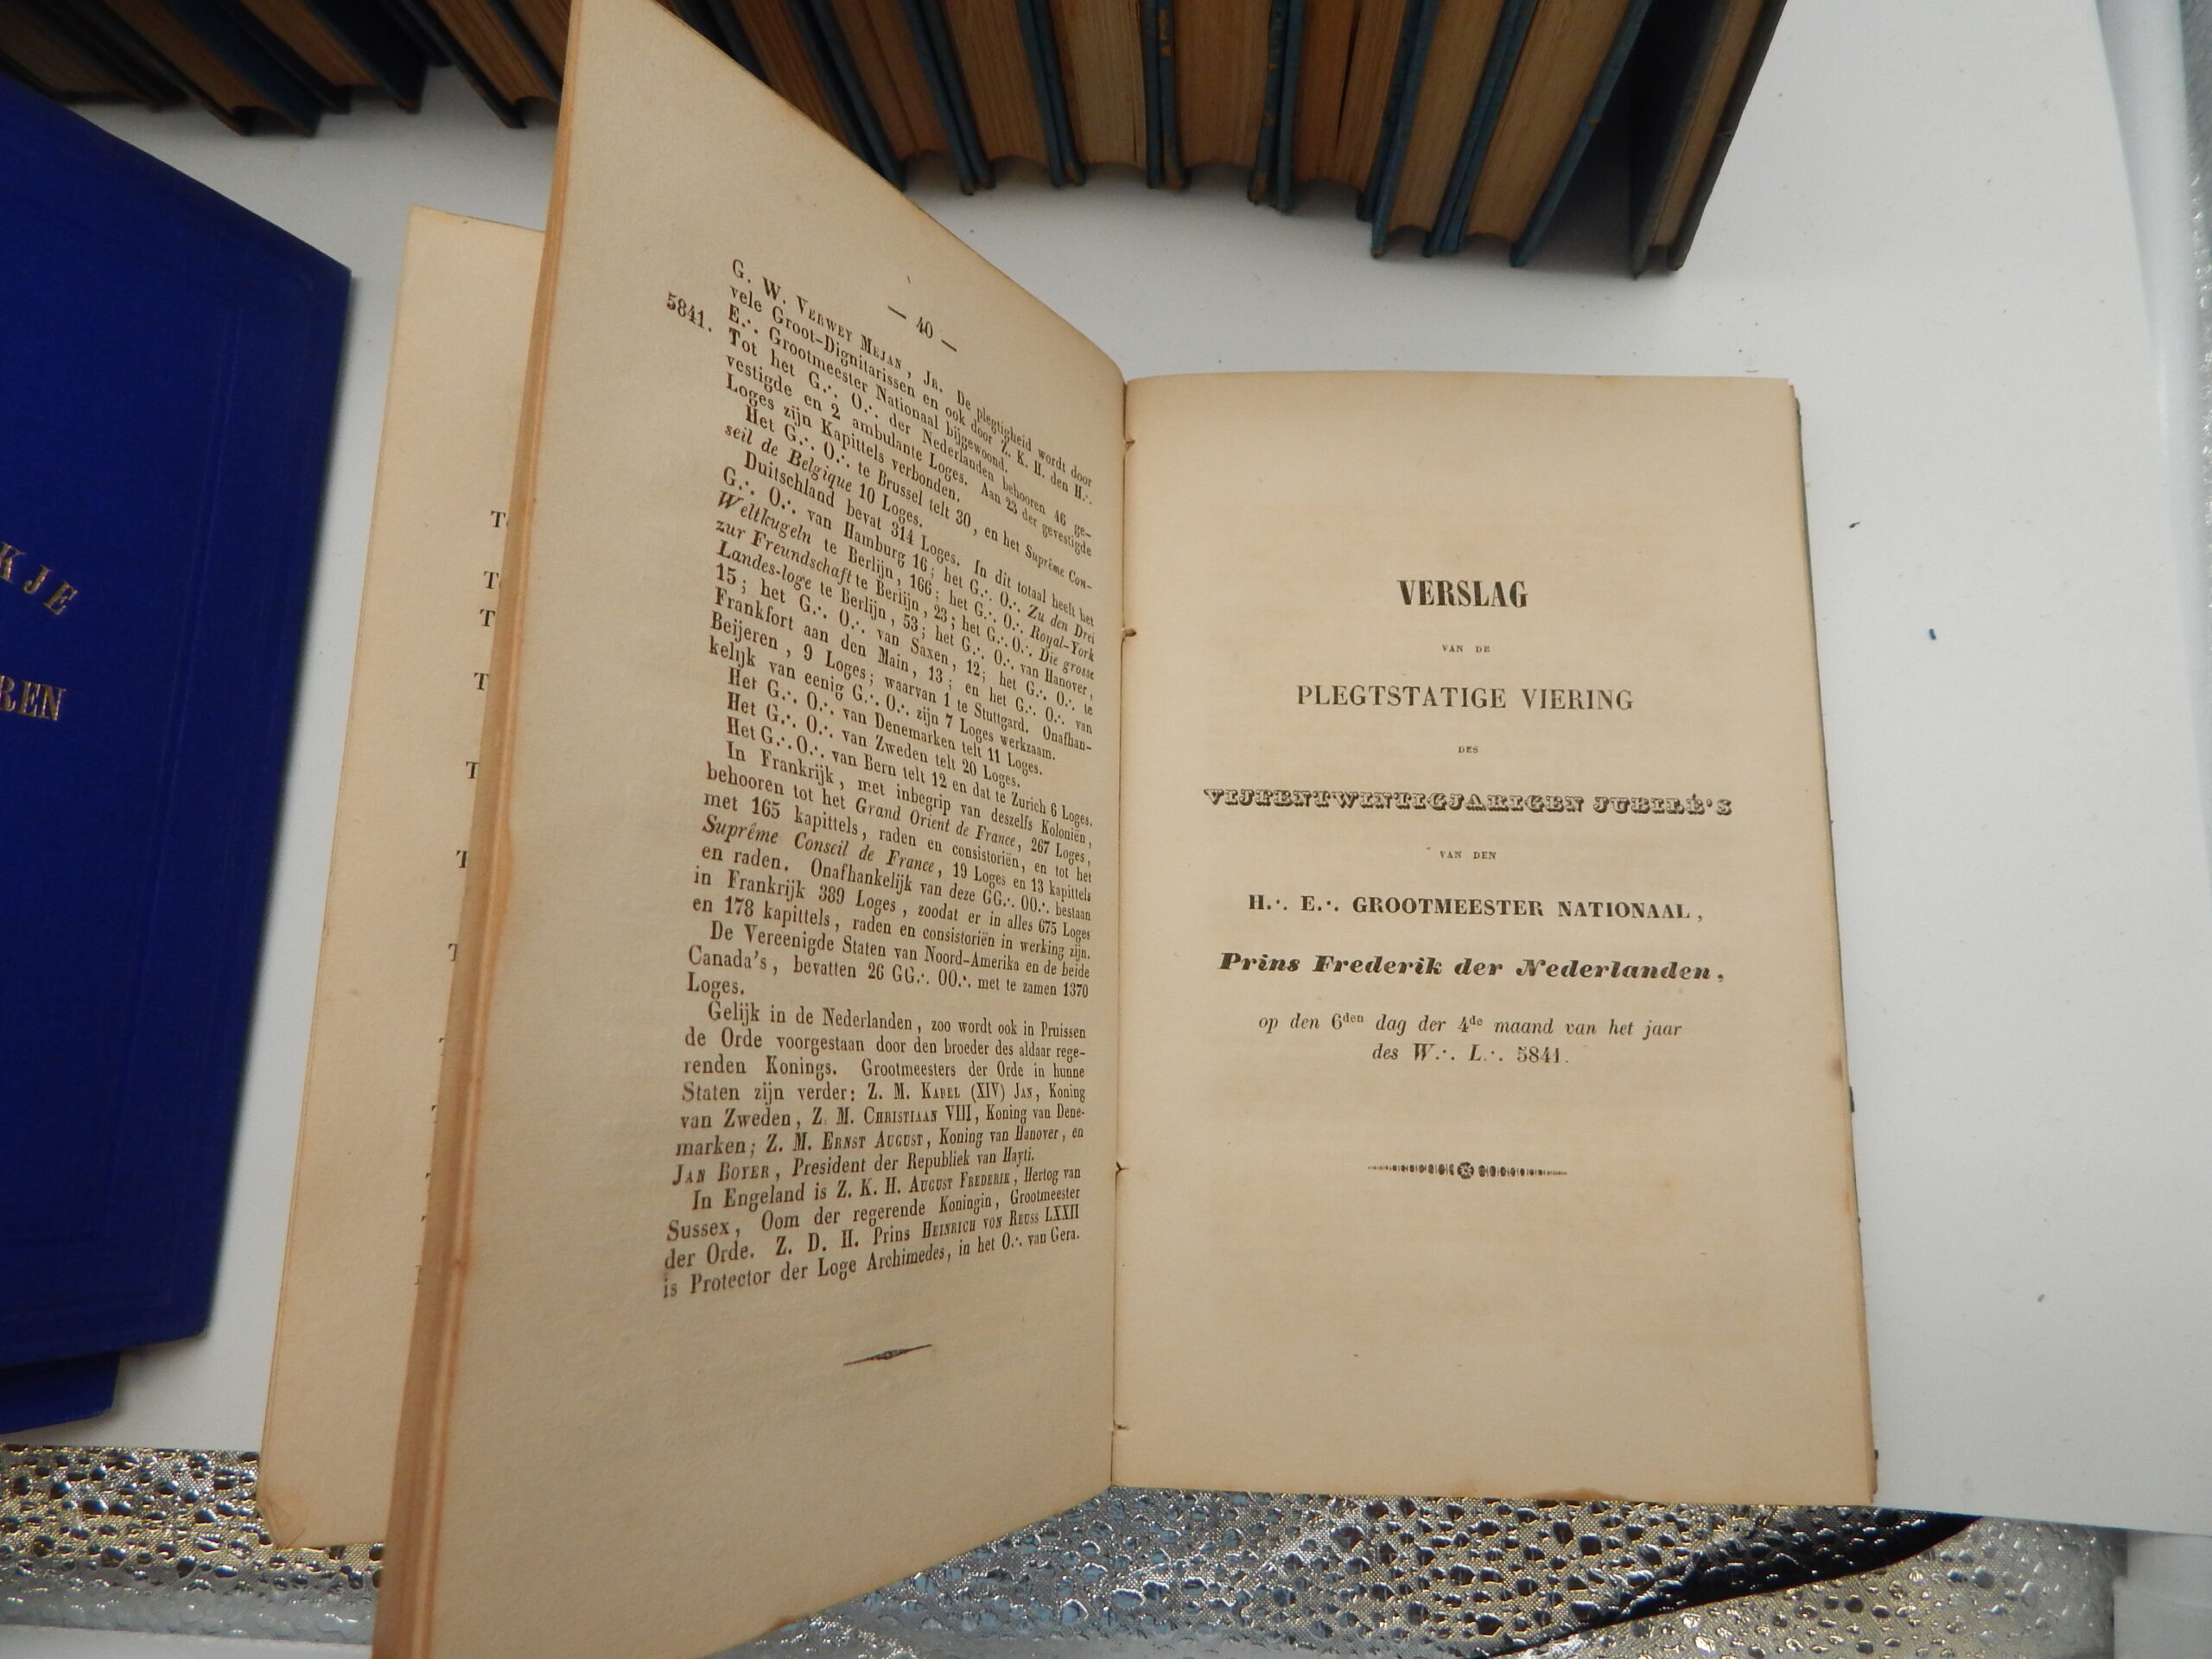 KJE
REN
— 40 —
G. W. Verwey Mejan, Jr. De plegtigheid wordt door
vele Groot-Dignitarissen en ook door Z. K. H. den H.·.
E.·. Grootmeester Nationaal bijgewoond.
5841. Tot het G.·. O.·. der Nederlanden behooren 46 ge-
vestigde en 2 ambulante Loges. Aan 23 der gevestigde
Loges zijn Kapittels verbonden.
Het G.·. O.·. te Brussel telt 30, en het Suprème Con-
seil de Belgique 10 Loges.
Duitschland bevat 314 Loges. In dit totaal heeft het
G.·. O.·. van Hamburg 16; het G.·. O.·. Zu den Drei
Weltkugeln te Berlijn, 166; het G.·. O.·. Royal-York
zur Freundschaft te Berlijn, 23; het G.·. O.·. Die grosse
Landes-loge te Berlijn, 53; het G.·. O.·. van Hanover,
15; het G.·. O.·. van Saxen, 12; het G.·. O.·. te
Frankfort aan den Main, 13; en het G.·. O.·. van
Beijeren, 9 Loges; waarvan 1 te Stuttgard. Onafhan-
kelijk van eenig G.·. O.·. zijn 7 Loges werkzaam.
Het G.·. O.·. van Denemarken telt 11 Loges.
Het G.·. O.·. van Zweden telt 20 Loges.
Het G.·. O.·. van Bern telt 12 en dat te Zurich 6 Loges.
In Frankrijk, met inbegrip van deszelfs Koloniën,
behooren tot het Grand Orient de France, 267 Loges,
met 165 kapittels, raden en consistoriën, en tot het
Suprême Conseil de France, 19 Loges en 13 kapittels
en raden. Onafhankelijk van deze GG.·. OO.·. bestaan
in Frankrijk 389 Loges, zoodat er in alles 675 Loges
en 178 kapittels, raden en consistoriën in werking zijn.
De Vereenigde Staten van Noord-Amerika en de beide
Canada's, bevatten 26 GG.·. OO.·. met te zamen 1370
Loges.
Gelijk in de Nederlanden, zoo wordt ook in Pruissen
de Orde voorgestaan door den broeder des aldaar rege-
renden Konings. Grootmeesters der Orde in hunne
Staten zijn verder: Z. M. Karel (XIV) Jan, Koning
van Zweden, Z. M. Christiaan VIII, Koning van Dene-
marken; Z. M. Ernst August, Koning van Hanover, en
Jan Boyer, President der Republiek van Hayti.
In Engeland is Z. K. H. August Frederik, Hertog van
Sussex, Oom der regerende Koningin, Grootmeester
der Orde. Z. D. H. Prins Heinrich von Reuss LXXII
is Protector der Loge Archimedes, in het O.·. van Gera.
VERSLAG
VAN DE
PLEGTSTATIGE VIERING
DES
VIJFENTWINTIGJARIGEN JUBILÉ'S
VAN DEN
H.·. E.·. GROOTMEESTER NATIONAAL,
Prins Frederik der Nederlanden,
op den 6den dag der 4de maand van het jaar
des W.·. L.·. 5841.